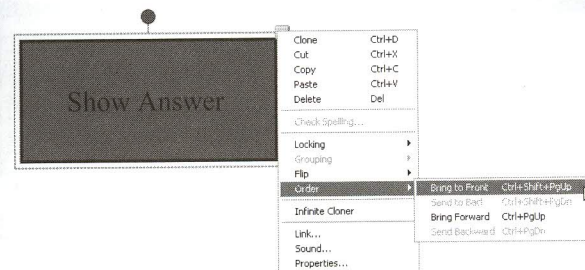 Show Answer
Clone Ctrl+D
Cut Ctrl+X
Copy Ctrl+C
Paste Ctrl+V
Delete Del
Check Spelling...
Locking
Grouping
Flip
Order
Bring to Front Ctrl+Shift+PgUp
Send to Back Ctrl+Shift+PgDn
Bring Forward Ctrl+PgUp
Send Backward Ctrl+PgDn
Infinite Cloner
Link...
Sound...
Properties...